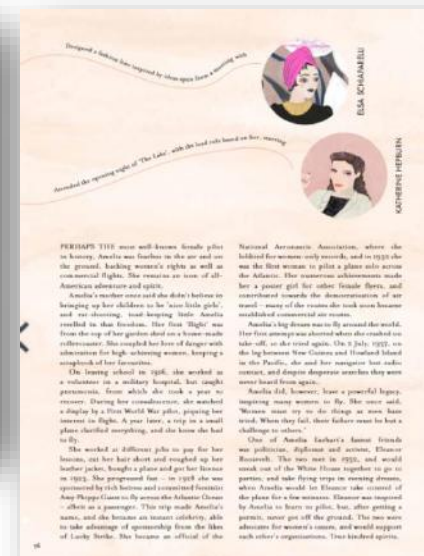 Designed a fashion line inspired by ideas spun from a meeting with
ELSA SCHIAPARELLI
Attended the opening night of 'The Lake', with the lead role based on her, starring
KATHERINE HEPBURN
PERHAPS THE most well-known female pilot
in history, Amelia was fearless in the air and on
the ground, backing women's rights as well as
commercial flights. She remains an icon of all-
American adventure and spirit.
Amelia's mother once said she didn't believe in
bringing up her children to be 'nice little girls',
and rat-shooting, toad-keeping little Amelia
revelled in that freedom. Her first 'flight' was
from the top of her garden shed on a home-made
rollercoaster. She coupled her love of danger with
admiration for high-achieving women, keeping a
scrapbook of her favourites.
On leaving school in 1916, she worked as
a volunteer in a military hospital, but caught
pneumonia, from which she took a year to
recover. During her convalescence, she watched
a display by a First World War pilot, piquing her
interest in flight. A year later, a trip in a small
plane clarified everything, and she knew she had
to fly.
She worked at different jobs to pay for her
lessons, cut her hair short and roughed up her
leather jacket, bought a plane and got her licence
in 1923. She progressed fast – in 1928 she was
sponsored by rich heiress and committed feminist
Amy Phipps Guest to fly across the Atlantic Ocean
– albeit as a passenger. This trip made Amelia's
name, and she became an instant celebrity, able
to take advantage of sponsorship from the likes
of Lucky Strike. She became an official of the
National Aeronautic Association, where she
lobbied for women-only records, and in 1932 she
was the first woman to pilot a plane solo across
the Atlantic. Her numerous achievements made
her a poster girl for other female flyers, and
contributed towards the democratisation of air
travel – many of the routes she took soon became
established commercial air routes.
Amelia's big dream was to fly around the world.
Her first attempt was aborted when she crashed on
take-off, so she tried again. On 2 July, 1937, on
the leg between New Guinea and Howland Island
in the Pacific, she and her navigator lost radio
contact, and despite desperate searches they were
never heard from again.
Amelia did, however, leave a powerful legacy,
inspiring many women to fly. She once said,
'Women must try to do the things as men have
tried. When they fail, their failure must be but a
challenge to others.'
One of Amelia Earhart's famous friends
was politician, diplomat and activist, Eleanor
Roosevelt. The two met in 1932, and would
sneak out of the White House together to go to
parties, and take flying trips in evening dresses,
when Amelia would let Eleanor take control of
the plane for a few minutes. Eleanor was inspired
by Amelia to learn to pilot, but, after getting a
permit, never got off the ground. The two were
advocates for women's causes, and would support
each other's organisations. True kindred spirits.